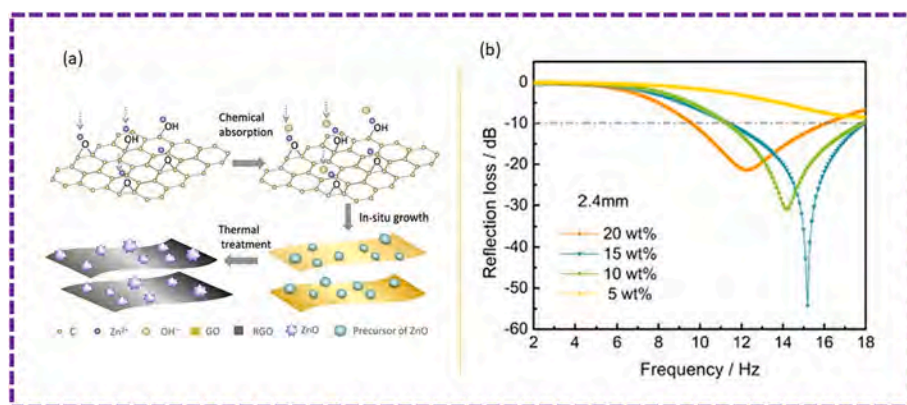 (a)
OH
OH
O
O
O
Chemical
absorption
OH
OH
O
O
O
In-situ growth
Thermal
treatment
C Zn²⁺ OH⁻ GO RGO ZnO Precursor of ZnO
(b)
Reflection loss / dB
0
-10
-20
-30
-40
-50
-60
2.4mm
20 wt%
15 wt%
10 wt%
5 wt%
2 4 6 8 10 12 14 16 18
Frequency / Hz